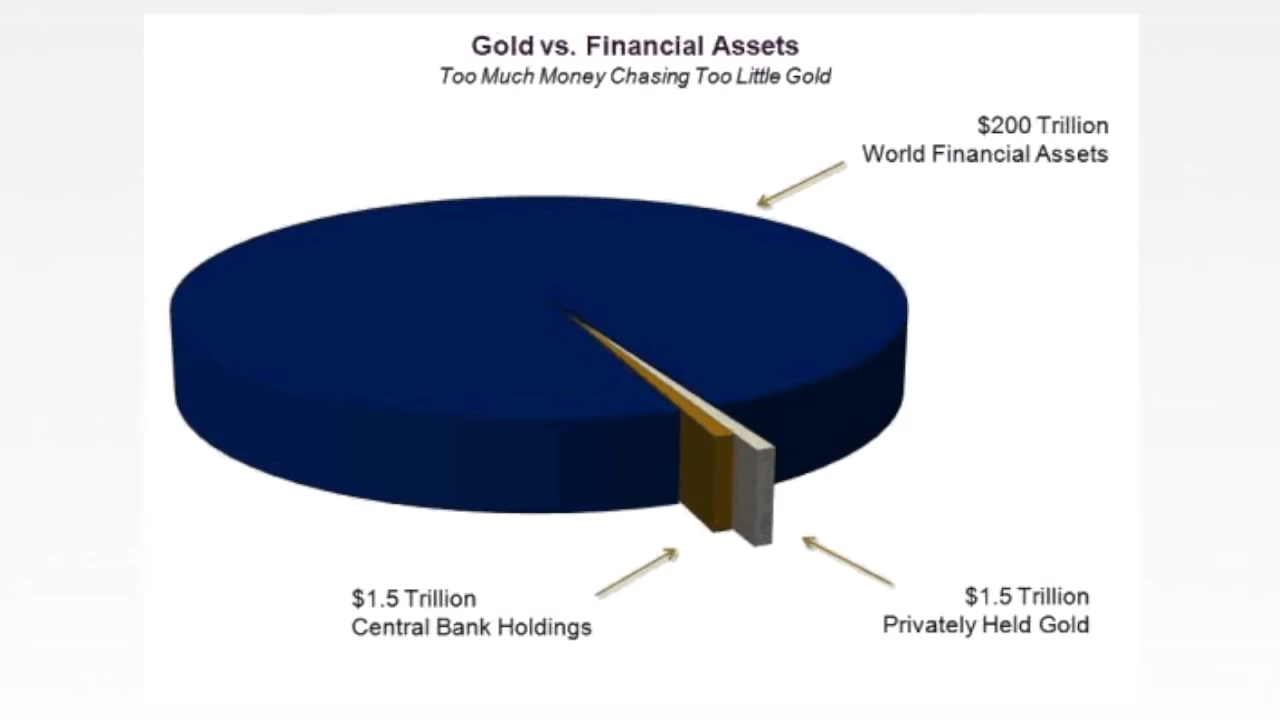 Gold vs. Financial Assets
Too Much Money Chasing Too Little Gold
$200 Trillion
World Financial Assets
$1.5 Trillion
Central Bank Holdings
$1.5 Trillion
Privately Held Gold